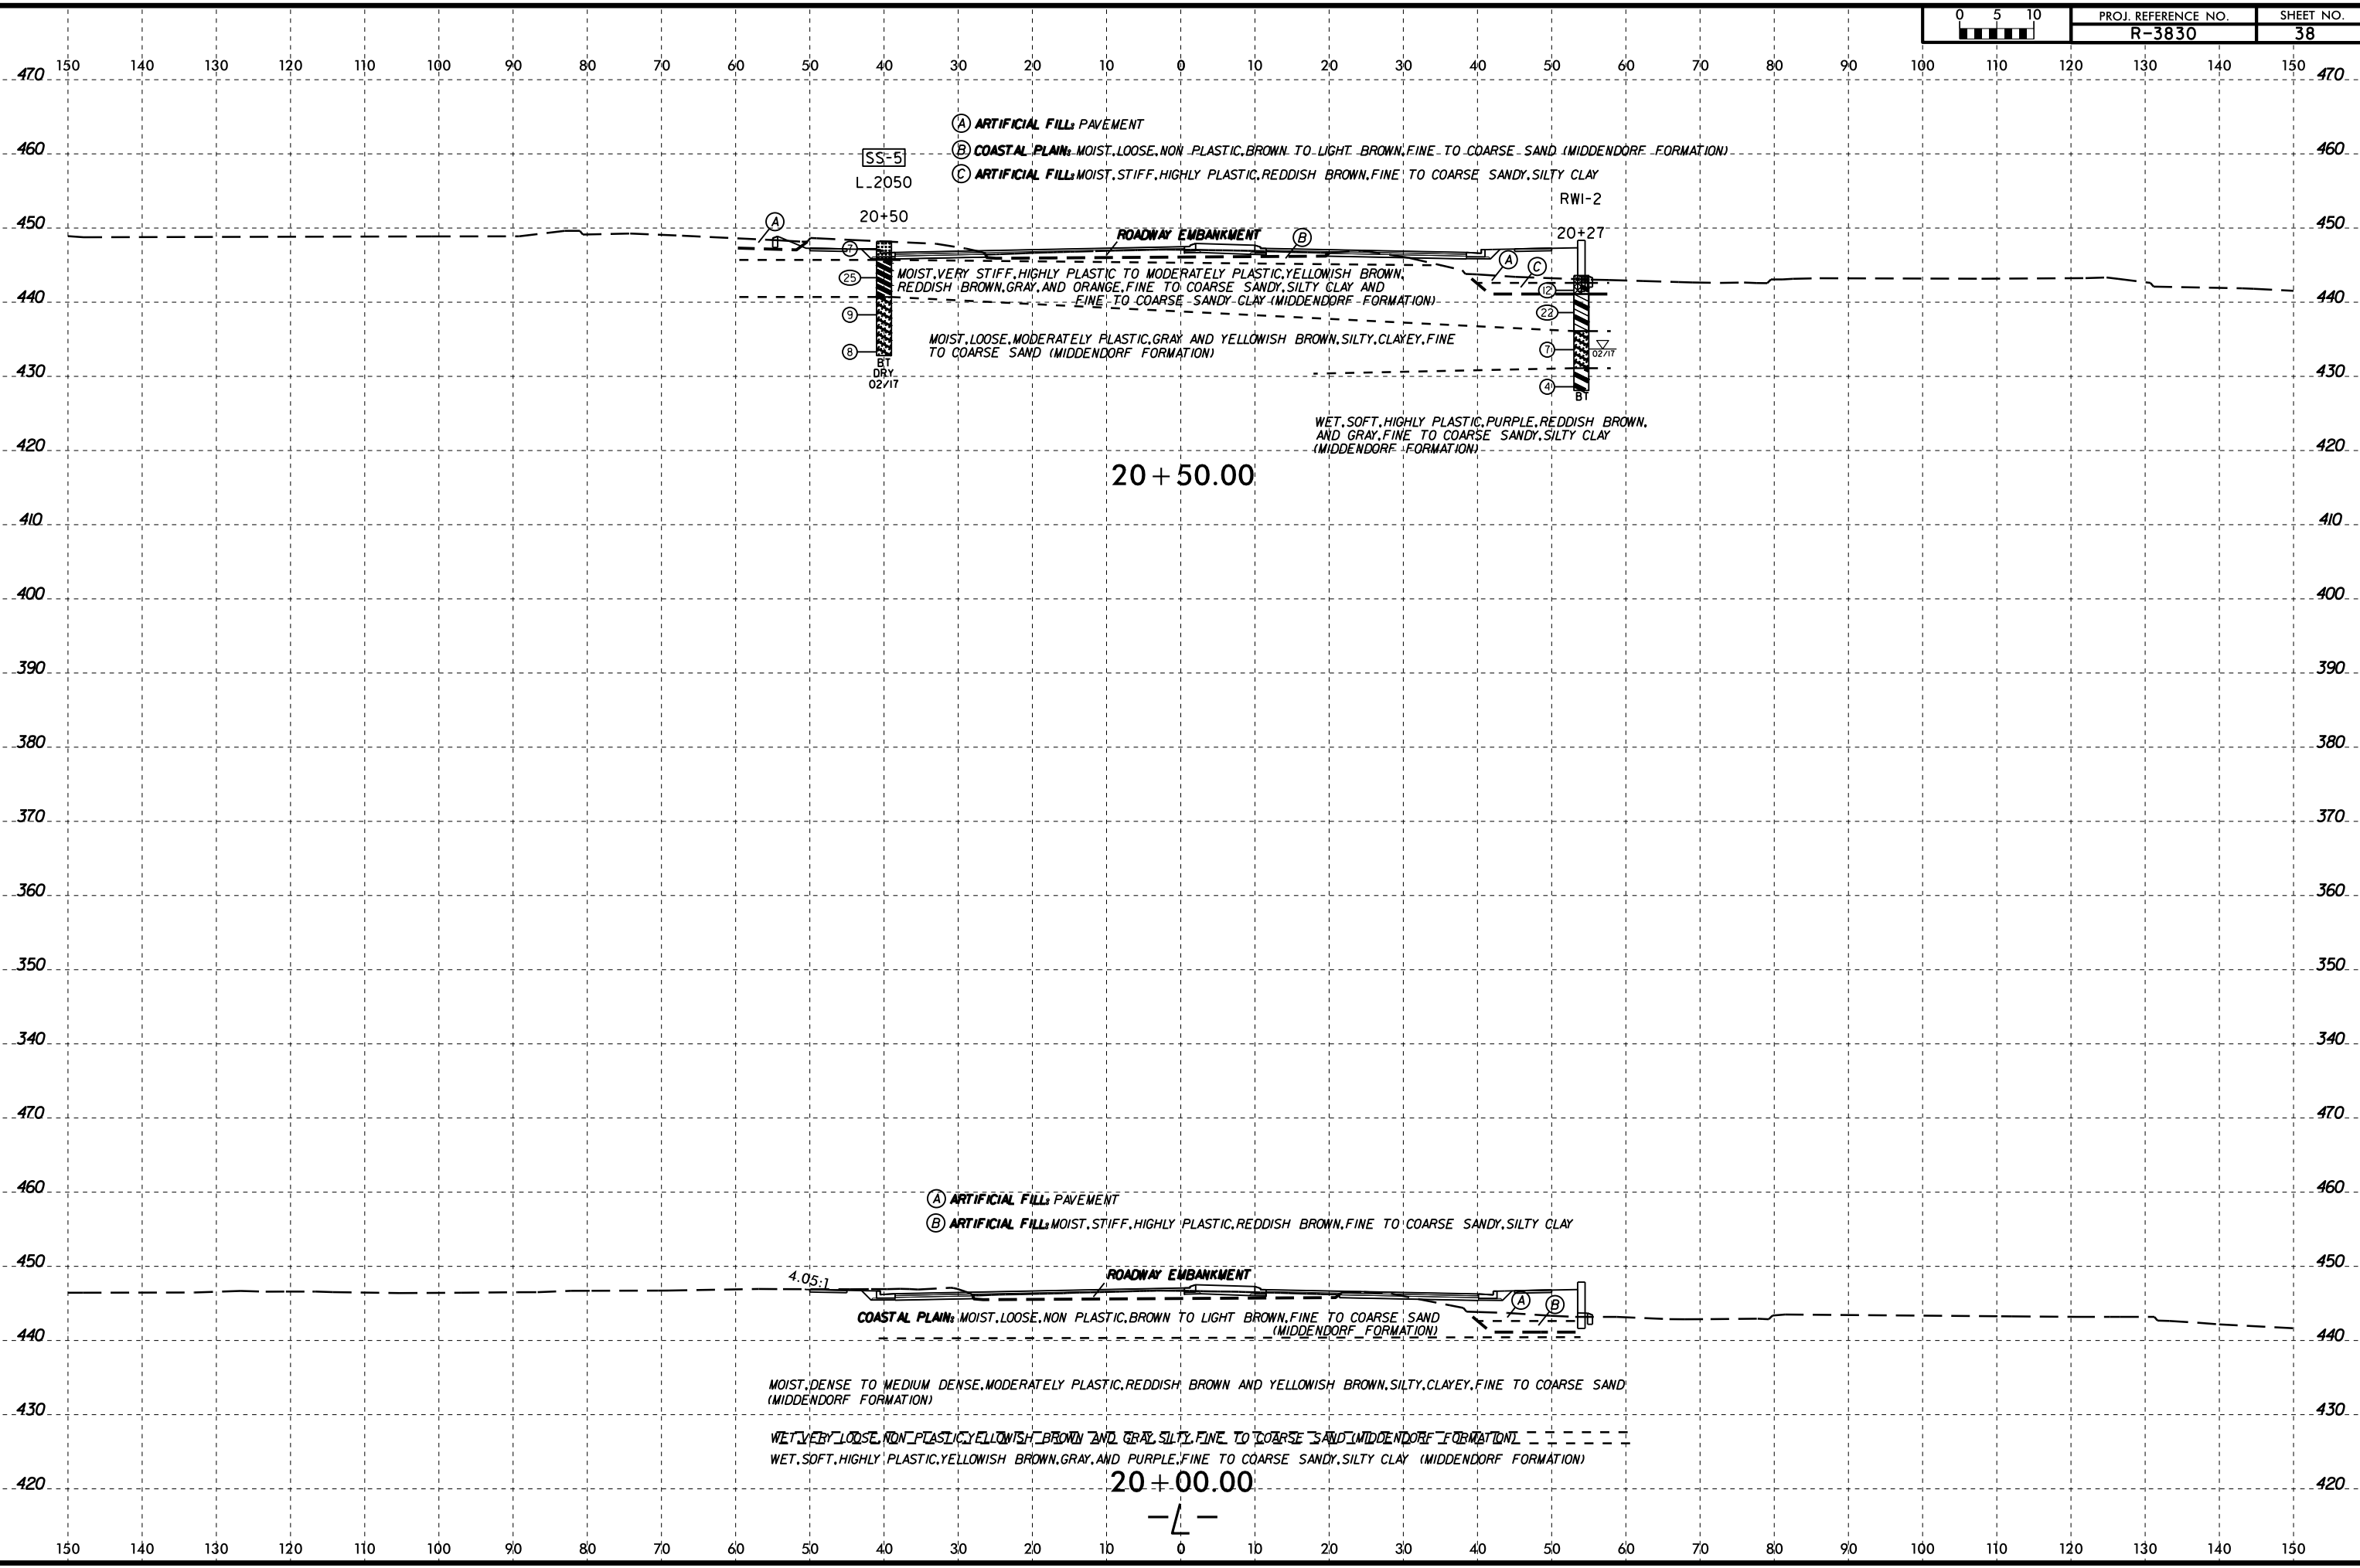 0 5 10
PROJ. REFERENCE NO.
SHEET NO.
R-3830
38
150 140 130 120 110 100 90 80 70 60 50 40 30 20 10 0 10 20 30 40 50 60 70 80 90 100 110 120 130 140 150
470 470
A ARTIFICIAL FILL: PAVEMENT
460 460
B COASTAL PLAIN: MOIST, LOOSE, NON PLASTIC, BROWN TO LIGHT BROWN, FINE TO COARSE SAND (MIDDENDORF FORMATION)
SS-5
C ARTIFICIAL FILL: MOIST, STIFF, HIGHLY PLASTIC, REDDISH BROWN, FINE TO COARSE SANDY, SILTY CLAY
L_2050
RWI-2
450 450
20+50
A
20+27
ROADWAY EMBANKMENT
B
7
A
C
25
MOIST, VERY STIFF, HIGHLY PLASTIC TO MODERATELY PLASTIC, YELLOWISH BROWN,
REDDISH BROWN, GRAY, AND ORANGE, FINE TO COARSE SANDY, SILTY CLAY AND
FINE TO COARSE SANDY CLAY (MIDDENDORF FORMATION)
12
440 440
9
22
MOIST, LOOSE, MODERATELY PLASTIC, GRAY AND YELLOWISH BROWN, SILTY, CLAYEY, FINE
TO COARSE SAND (MIDDENDORF FORMATION)
8
7
02/17
BT
DRY
02/17
430 430
4
BT
WET, SOFT, HIGHLY PLASTIC, PURPLE, REDDISH BROWN,
AND GRAY, FINE TO COARSE SANDY, SILTY CLAY
(MIDDENDORF FORMATION)
420 420
20+50.00
410 410
400 400
390 390
380 380
370 370
360 360
350 350
340 340
470 470
460 460
A ARTIFICIAL FILL: PAVEMENT
B ARTIFICIAL FILL: MOIST, STIFF, HIGHLY PLASTIC, REDDISH BROWN, FINE TO COARSE SANDY, SILTY CLAY
450 450
4.05:1
ROADWAY EMBANKMENT
A
B
COASTAL PLAIN: MOIST, LOOSE, NON PLASTIC, BROWN TO LIGHT BROWN, FINE TO COARSE SAND
(MIDDENDORF FORMATION)
440 440
MOIST, DENSE TO MEDIUM DENSE, MODERATELY PLASTIC, REDDISH BROWN AND YELLOWISH BROWN, SILTY, CLAYEY, FINE TO COARSE SAND
(MIDDENDORF FORMATION)
430 430
WET, VERY LOOSE, NON PLASTIC, YELLOWISH BROWN AND GRAY, SILTY, FINE TO COARSE SAND (MIDDENDORF FORMATION)
WET, SOFT, HIGHLY PLASTIC, YELLOWISH BROWN, GRAY, AND PURPLE, FINE TO COARSE SANDY, SILTY CLAY (MIDDENDORF FORMATION)
420 420
20+00.00
-L-
150 140 130 120 110 100 90 80 70 60 50 40 30 20 10 0 10 20 30 40 50 60 70 80 90 100 110 120 130 140 150